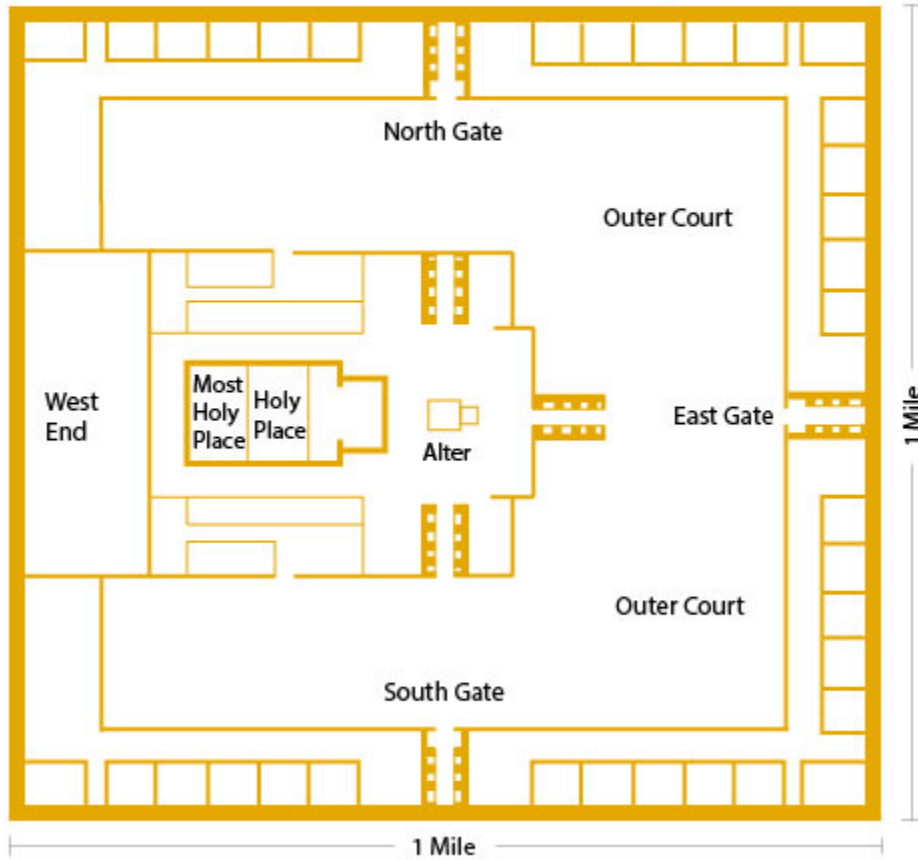 North Gate
Outer Court
West
End
Most
Holy
Place
Holy
Place
Alter
East Gate
1 Mile
Outer Court
South Gate
1 Mile